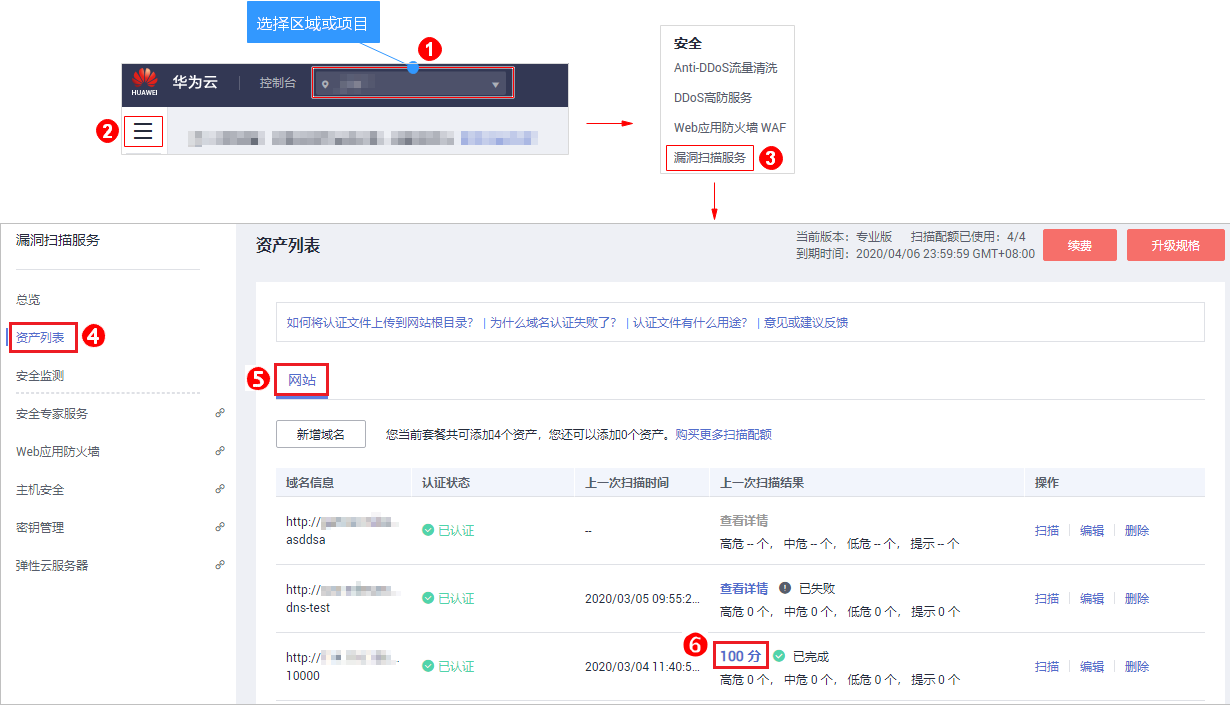 选择区域或项目
1
HUAWEI
华为云
控制台
2
安全
Anti-DDoS流量清洗
DDoS高防服务
Web应用防火墙 WAF
漏洞扫描服务
3
漏洞扫描服务
总览
资产列表
4
安全监测
安全专家服务
Web应用防火墙
主机安全
密钥管理
弹性云服务器
资产列表
当前版本：专业版 扫描配额已使用：4/4
到期时间：2020/04/06 23:59:59 GMT+08:00
续费
升级规格
如何将认证文件上传到网站根目录？ | 为什么域名认证失败了？ | 认证文件有什么用途？ | 意见或建议反馈
5
网站
新增域名
您当前套餐共可添加4个资产，您还可以添加0个资产。购买更多扫描配额
域名信息 认证状态 上一次扫描时间 上一次扫描结果 操作
http://
asddsa
已认证
--
查看详情
高危 -- 个， 中危 -- 个， 低危 -- 个， 提示 -- 个
扫描 编辑 删除
http:// ...
dns-test
已认证
2020/03/05 09:55:2...
查看详情 已失败
高危 0 个， 中危 0 个， 低危 0 个， 提示 0 个
扫描 编辑 删除
http://
10000
已认证
2020/03/04 11:40:5...
6
100 分 已完成
高危 0 个， 中危 0 个， 低危 0 个， 提示 0 个
扫描 编辑 删除